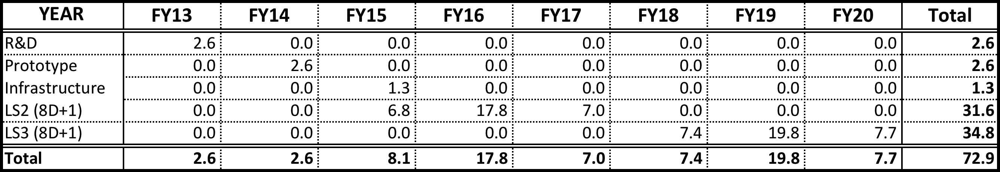 YEAR FY13 FY14 FY15 FY16 FY17 FY18 FY19 FY20 Total
R&D 2.6 0.0 0.0 0.0 0.0 0.0 0.0 0.0 2.6
Prototype 0.0 2.6 0.0 0.0 0.0 0.0 0.0 0.0 2.6
Infrastructure 0.0 0.0 1.3 0.0 0.0 0.0 0.0 0.0 1.3
LS2 (8D+1) 0.0 0.0 6.8 17.8 7.0 0.0 0.0 0.0 31.6
LS3 (8D+1) 0.0 0.0 0.0 0.0 0.0 7.4 19.8 7.7 34.8
Total 2.6 2.6 8.1 17.8 7.0 7.4 19.8 7.7 72.9